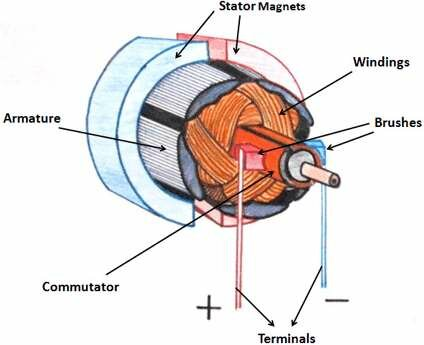 Stator Magnets
Windings
Armature
Brushes
Commutator
+
−
Terminals